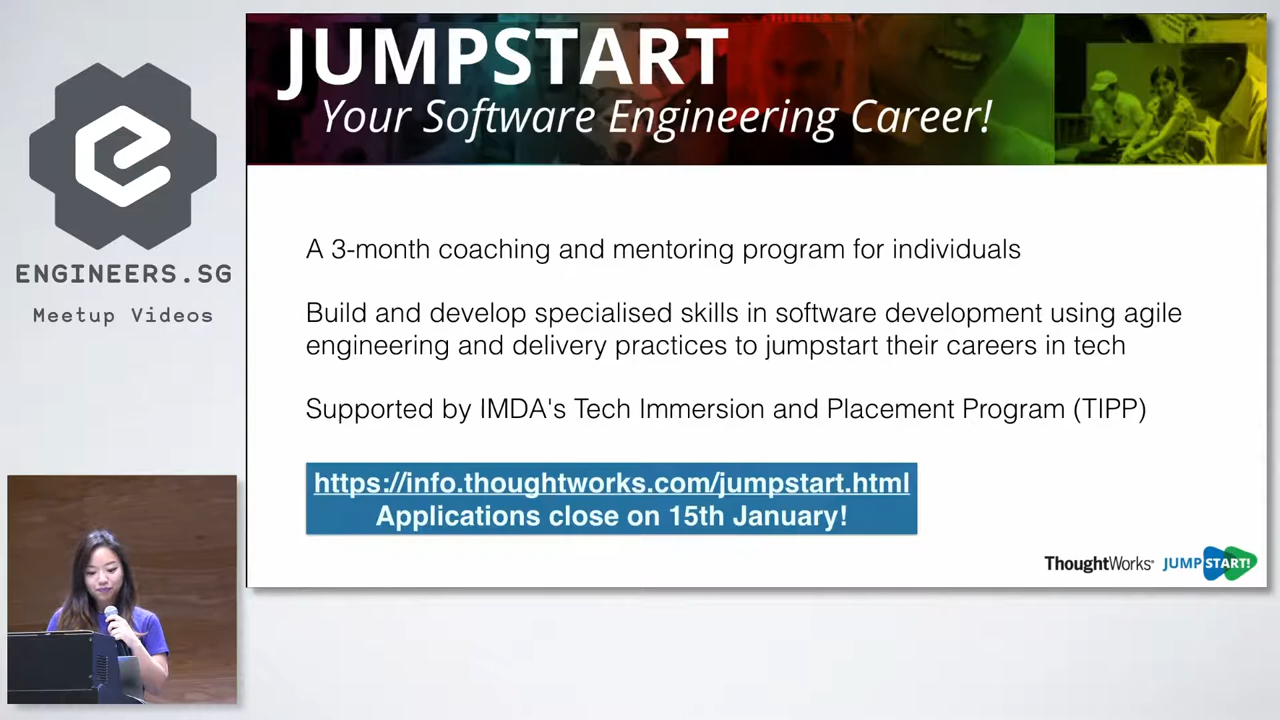 JUMPSTART
Your Software Engineering Career!
ENGINEERS.SG
Meetup Videos
A 3-month coaching and mentoring program for individuals
Build and develop specialised skills in software development using agile
engineering and delivery practices to jumpstart their careers in tech
Supported by IMDA's Tech Immersion and Placement Program (TIPP)
https://info.thoughtworks.com/jumpstart.html
Applications close on 15th January!
ThoughtWorks® JUMPSTART!